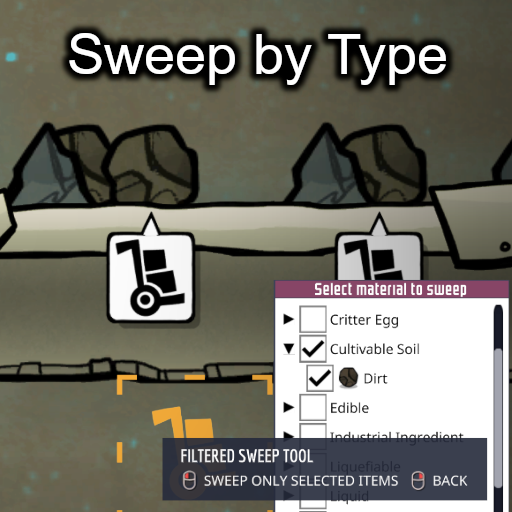 Sweep by Type
Select material to sweep
Critter Egg
Cultivable Soil
Dirt
Edible
Industrial Ingredient
Liquefiable
Liquid
FILTERED SWEEP TOOL
SWEEP ONLY SELECTED ITEMS BACK